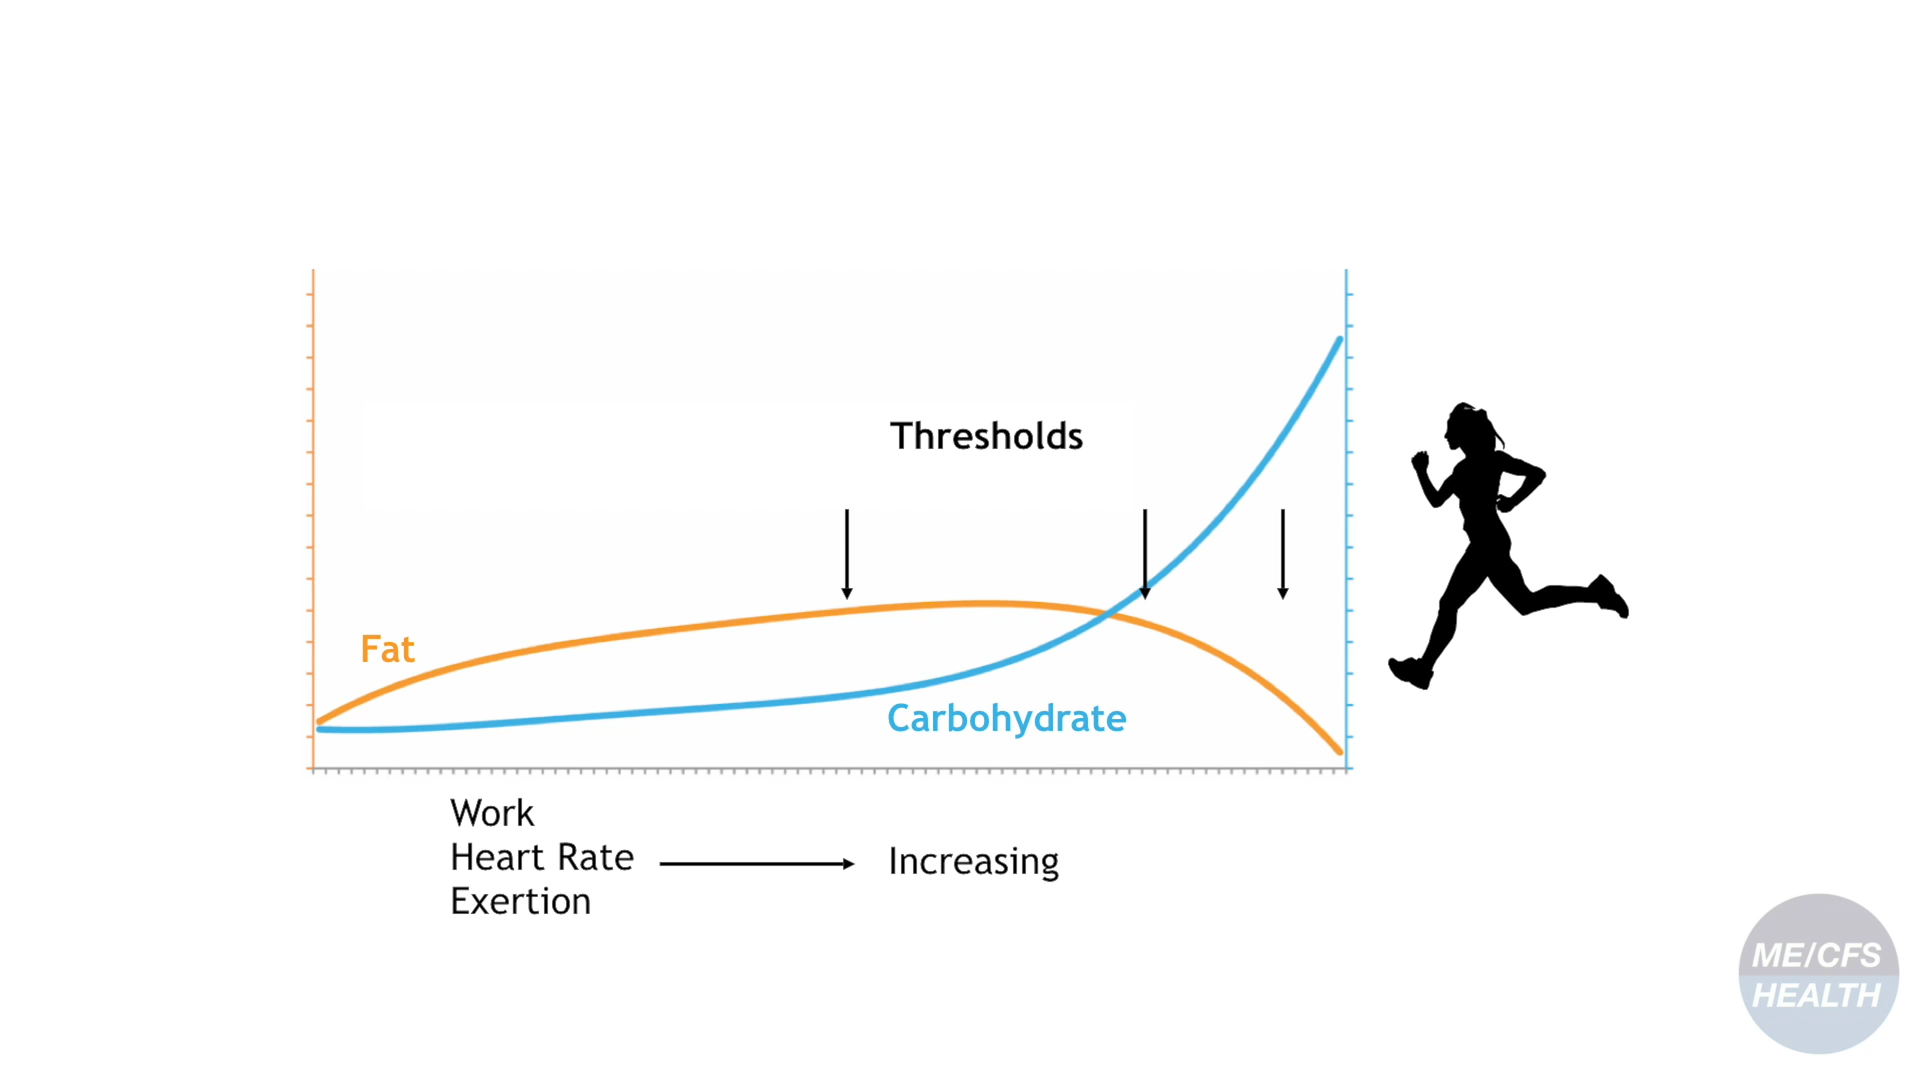 Thresholds
Fat
Carbohydrate
Work
Heart Rate
Increasing
Exertion
ME/CFS
HEALTH